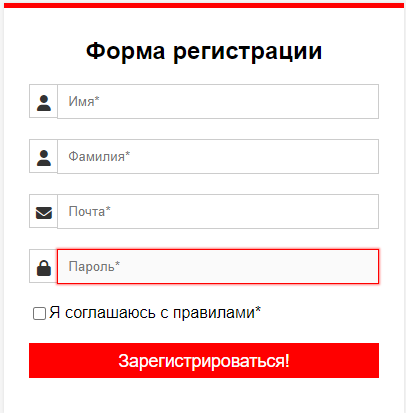 Форма регистрации
Имя*
Фамилия*
Почта*
Пароль*
Я соглашаюсь с правилами*
Зарегистрироваться!